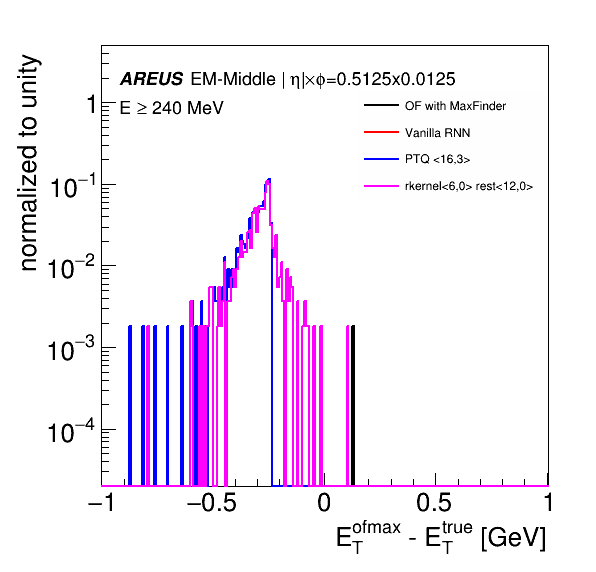 normalized to unity
AREUS EM-Middle | η|×ϕ=0.5125x0.0125
E ≥ 240 MeV
OF with MaxFinder
Vanilla RNN
PTQ <16,3>
rkernel<6,0> rest<12,0>
1
10⁻¹
10⁻²
10⁻³
10⁻⁴
−1 −0.5 0 0.5 1
E_T^ofmax - E_T^true [GeV]